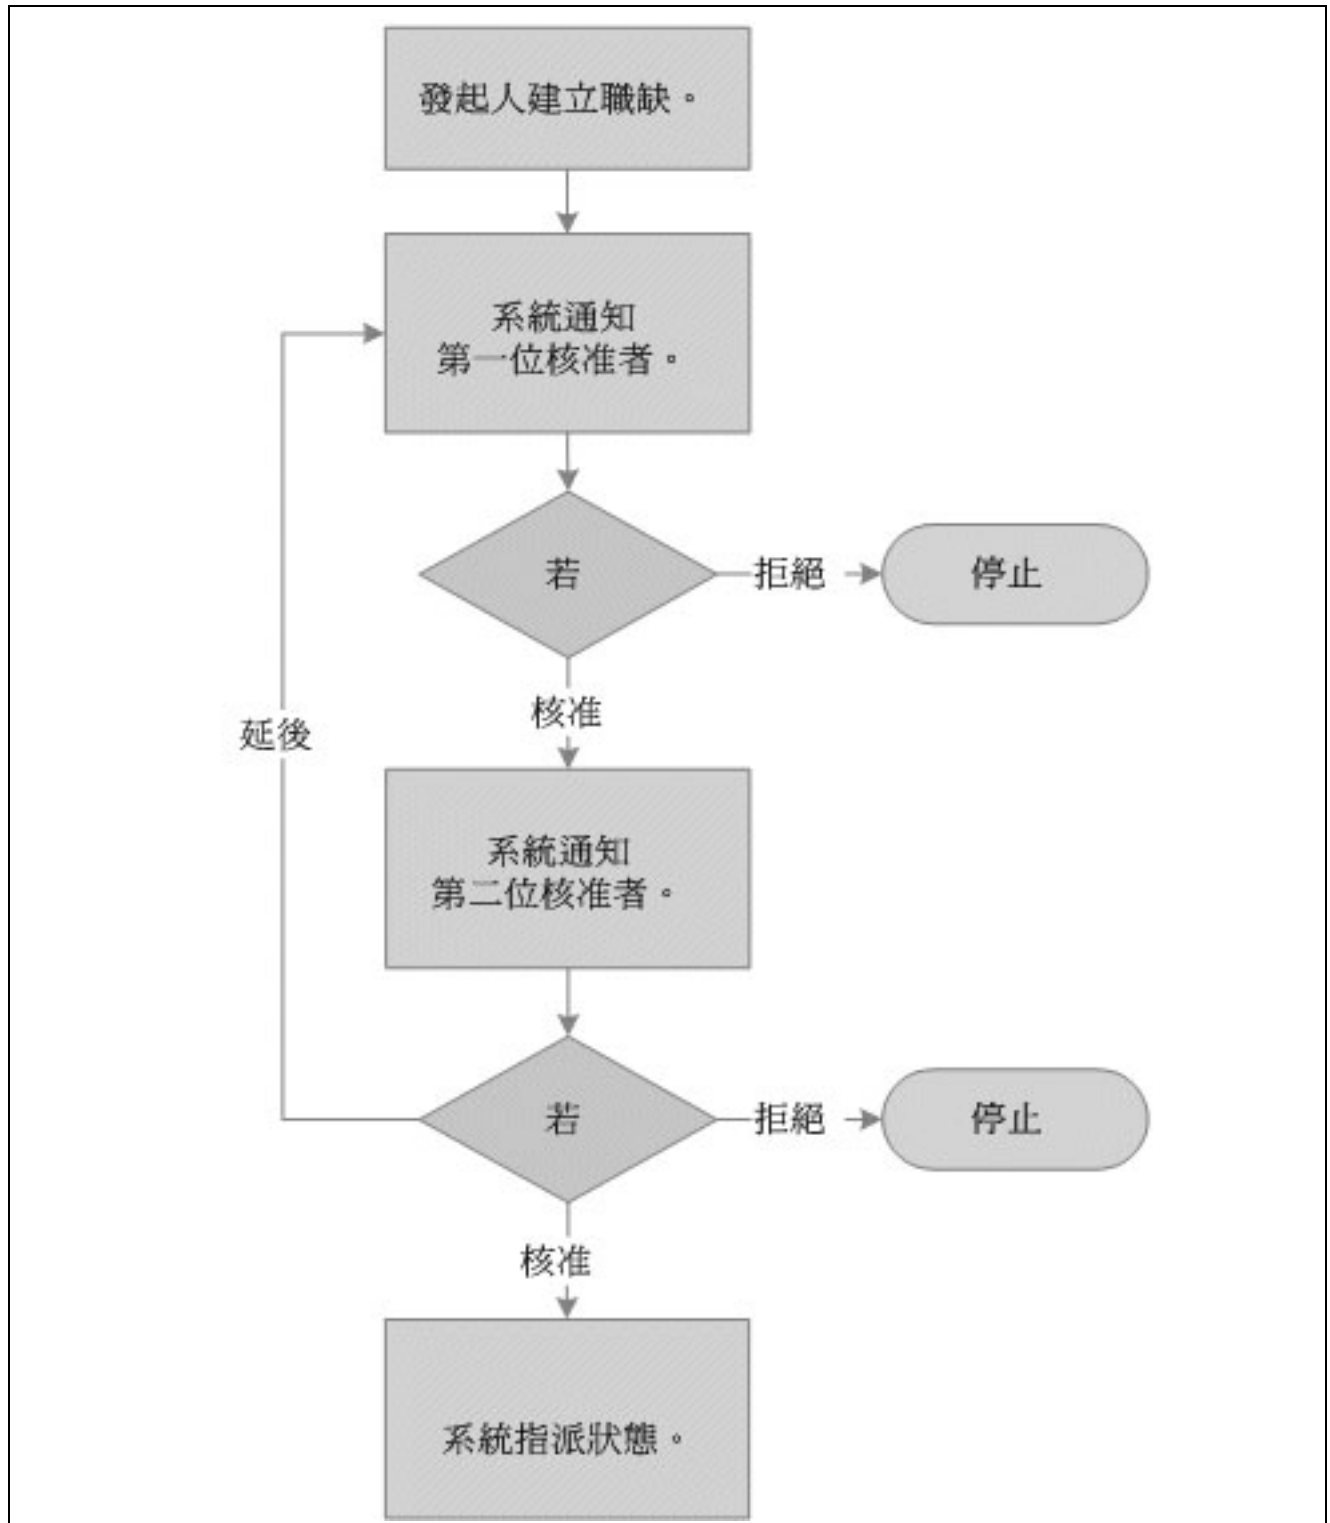 發起人建立職缺。
系統通知
第一位核准者。
若
拒絕
停止
核准
延後
系統通知
第二位核准者。
若
拒絕
停止
核准
系統指派狀態。